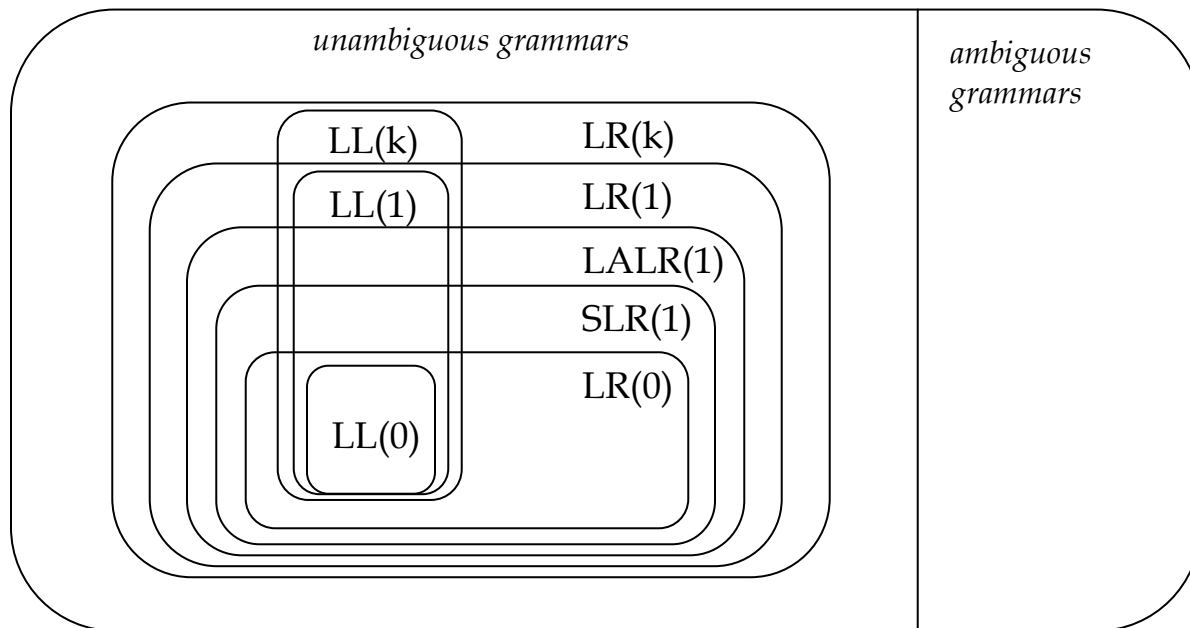 unambiguous grammars
ambiguous
grammars
LL(k)
LR(k)
LL(1)
LR(1)
LALR(1)
SLR(1)
LR(0)
LL(0)